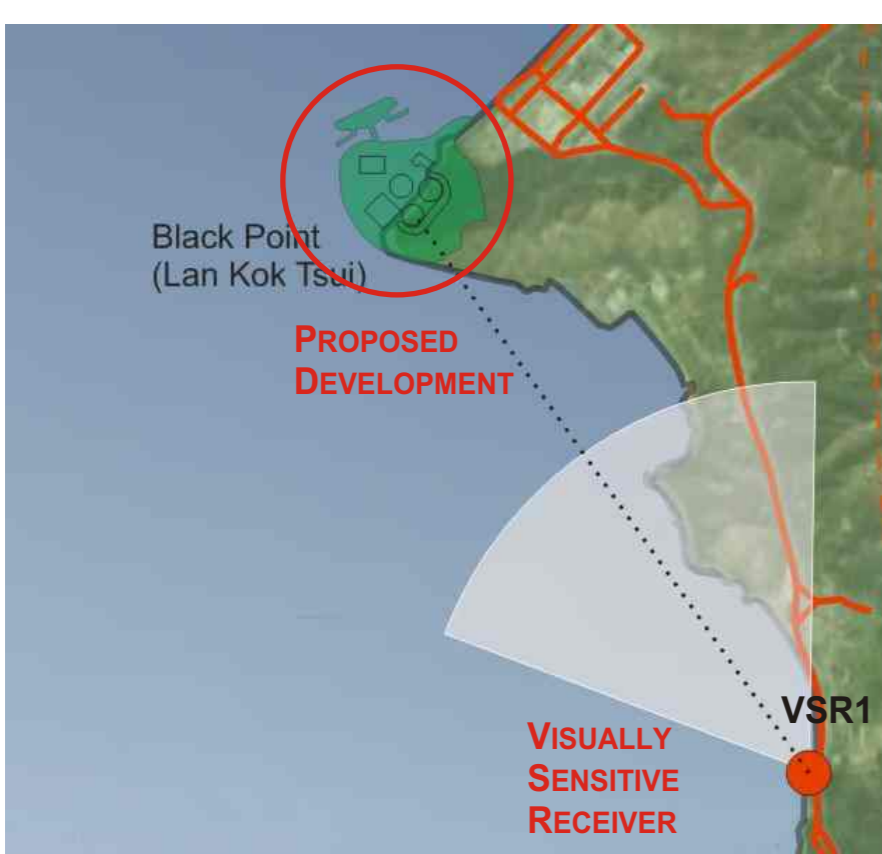 Black Point
(Lan Kok Tsui)
PROPOSED
DEVELOPMENT
VSR1
VISUALLY
SENSITIVE
RECEIVER